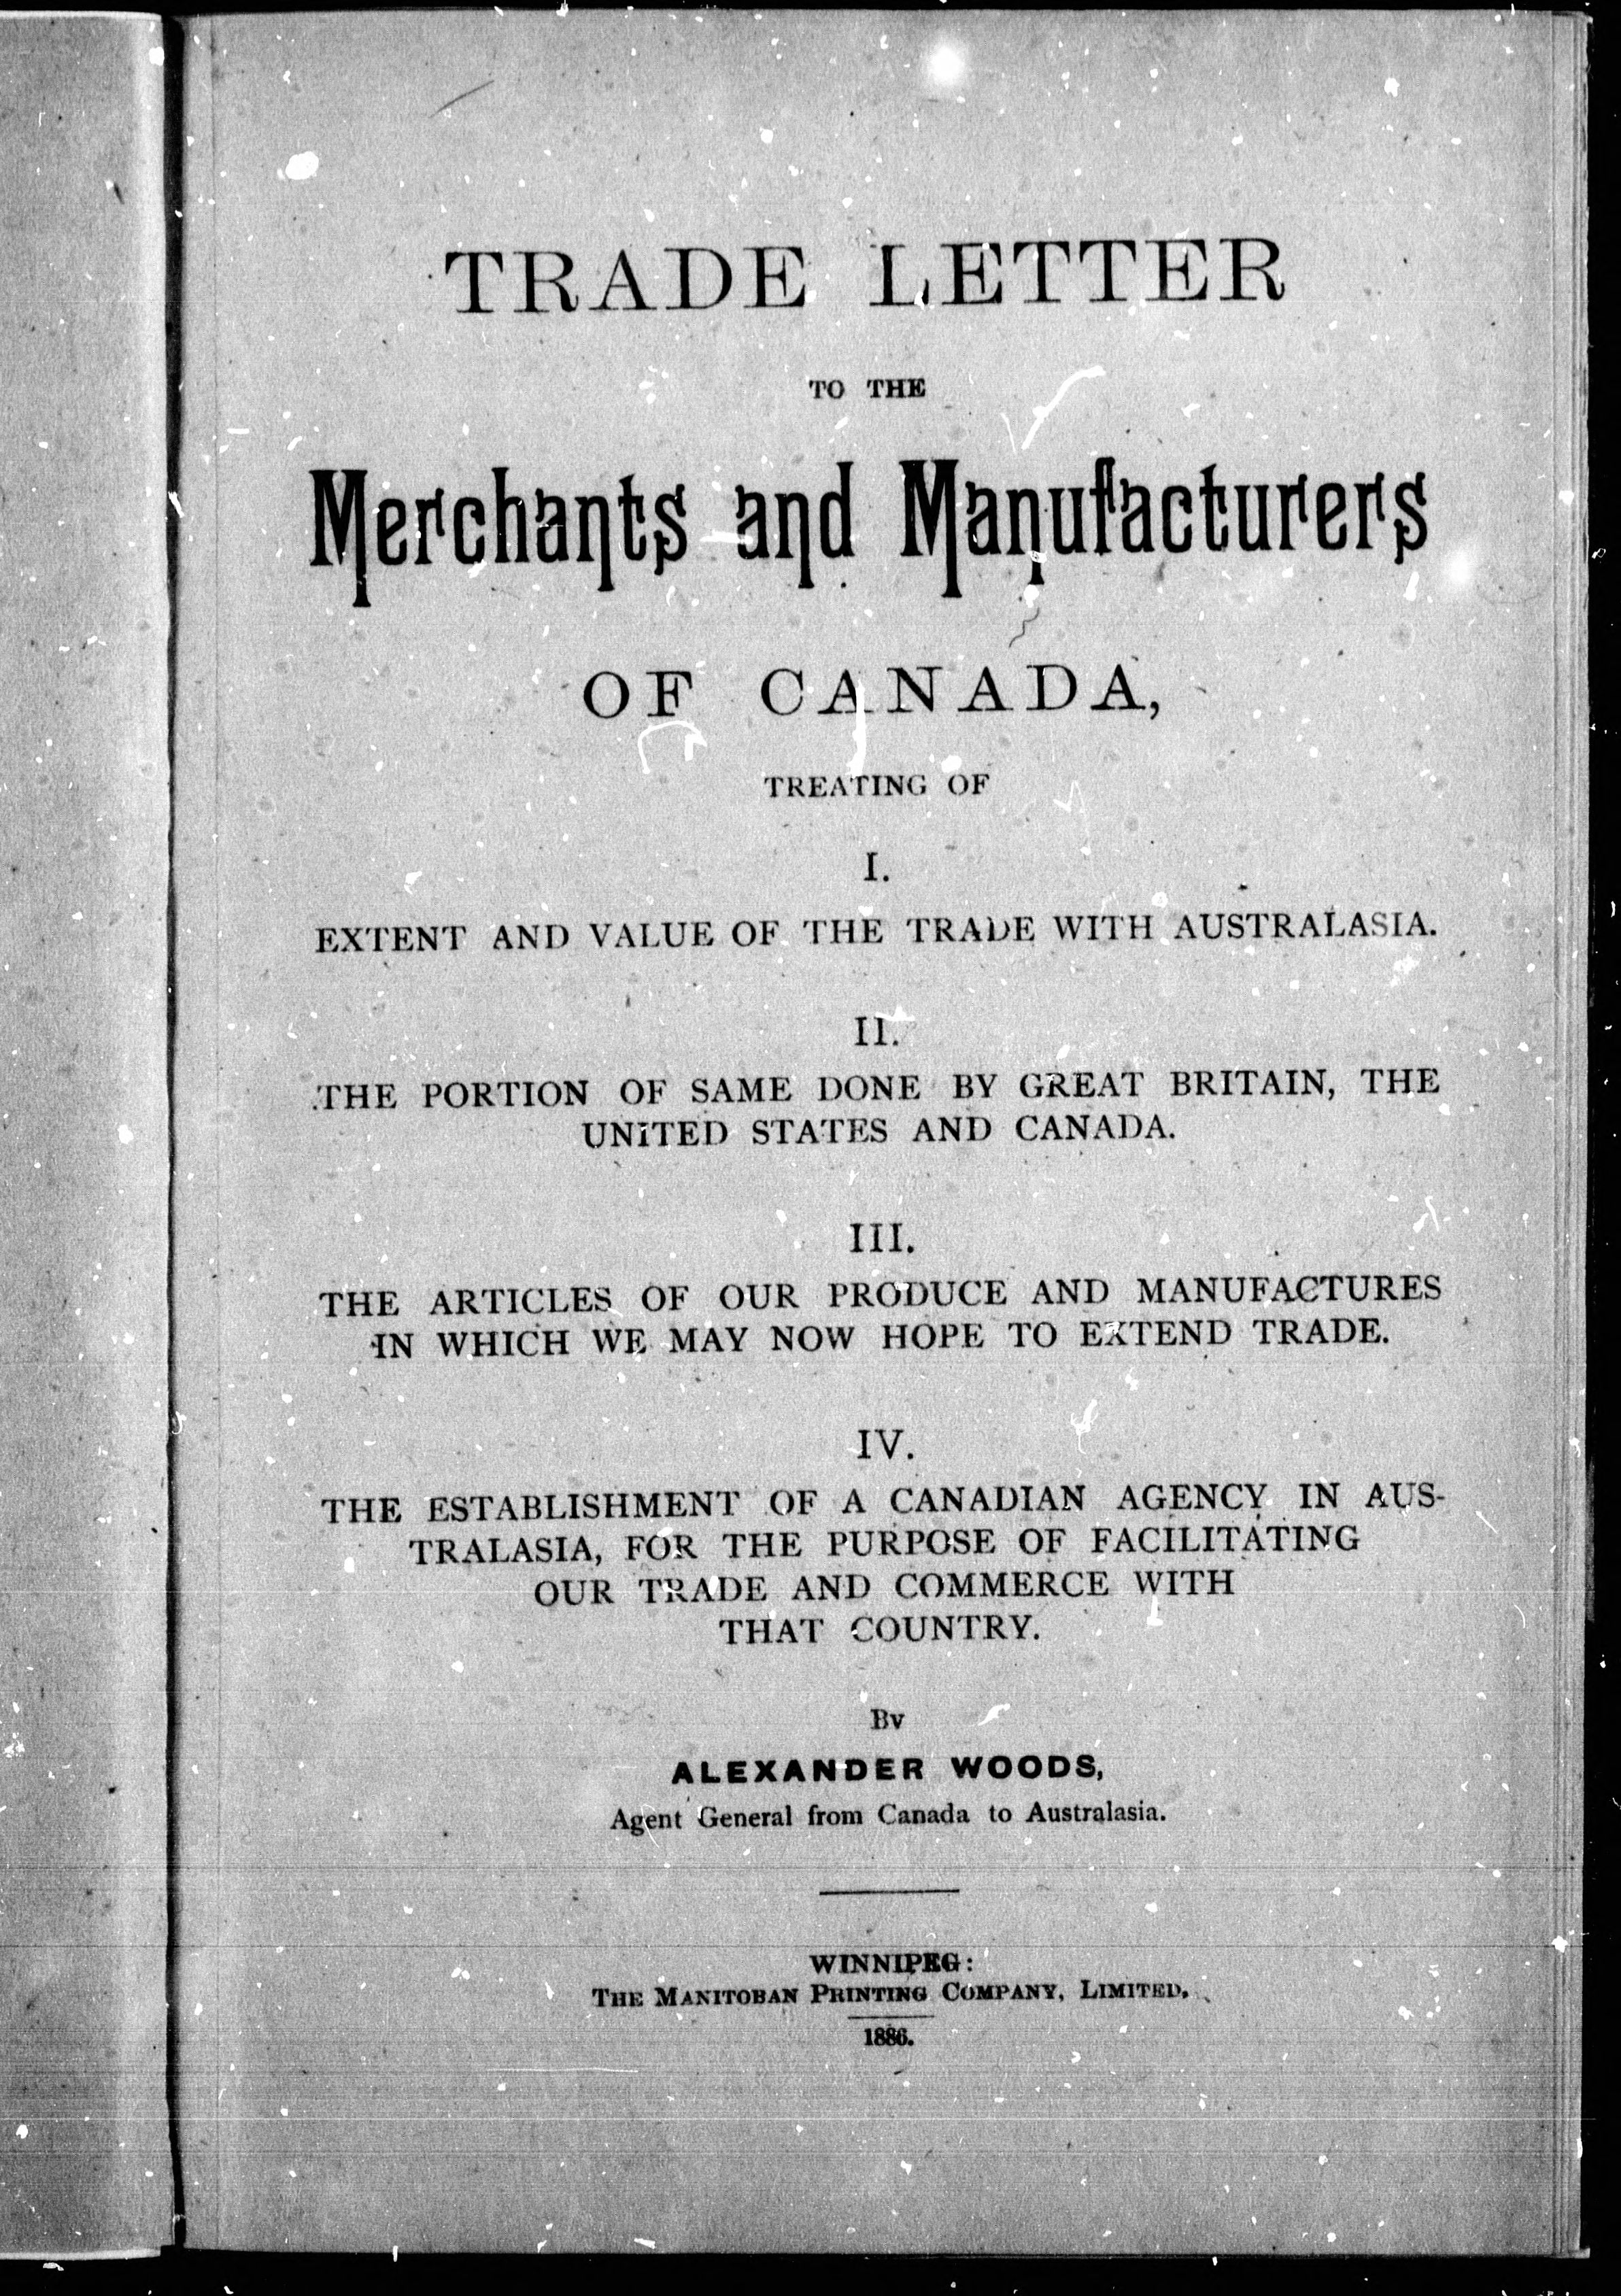 TRADE LETTER
TO THE
Merchants and Manufacturers
OF CANADA,
TREATING OF
I.
EXTENT AND VALUE OF THE TRADE WITH AUSTRALASIA.
II.
THE PORTION OF SAME DONE BY GREAT BRITAIN, THE
UNITED STATES AND CANADA.
III.
THE ARTICLES OF OUR PRODUCE AND MANUFACTURES
IN WHICH WE MAY NOW HOPE TO EXTEND TRADE.
IV.
THE ESTABLISHMENT OF A CANADIAN AGENCY IN AUS-
TRALASIA, FOR THE PURPOSE OF FACILITATING
OUR TRADE AND COMMERCE WITH
THAT COUNTRY.
By
ALEXANDER WOODS,
Agent General from Canada to Australasia.
WINNIPEG:
THE MANITOBAN PRINTING COMPANY, LIMITED.
1886.